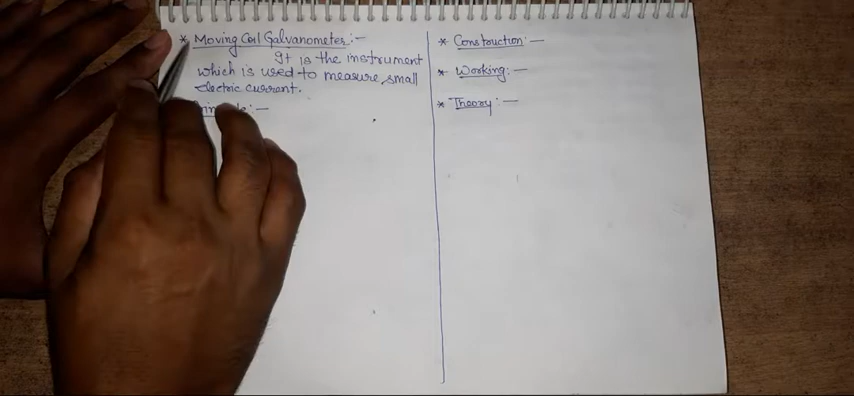 * Moving Coil Galvanometer:-
It is the instrument
which is used to measure small
electric current.
* Construction:-
* Working:-
* Theory:-